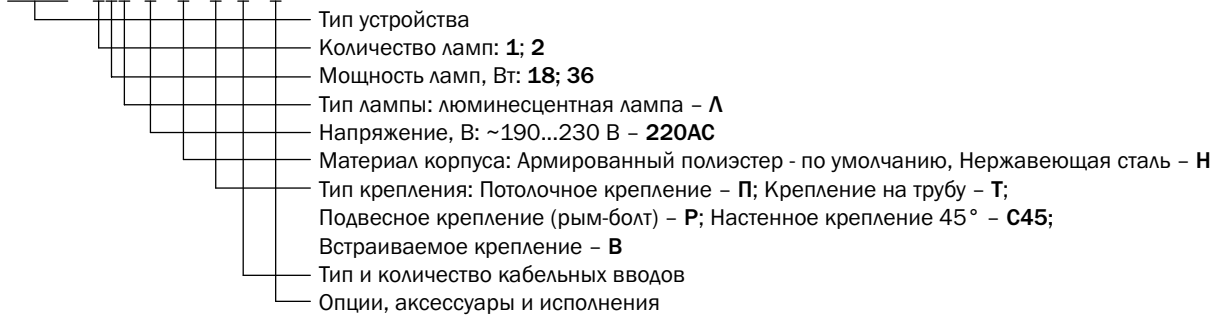 Тип устройства
Количество ламп: 1; 2
Мощность ламп, Вт: 18; 36
Тип лампы: люминесцентная лампа – Л
Напряжение, В: ~190...230 В – 220АС
Материал корпуса: Армированный полиэстер - по умолчанию, Нержавеющая сталь – Н
Тип крепления: Потолочное крепление – П; Крепление на трубу – Т;
Подвесное крепление (рым-болт) – Р; Настенное крепление 45° – С45;
Встраиваемое крепление – В
Тип и количество кабельных вводов
Опции, аксессуары и исполнения